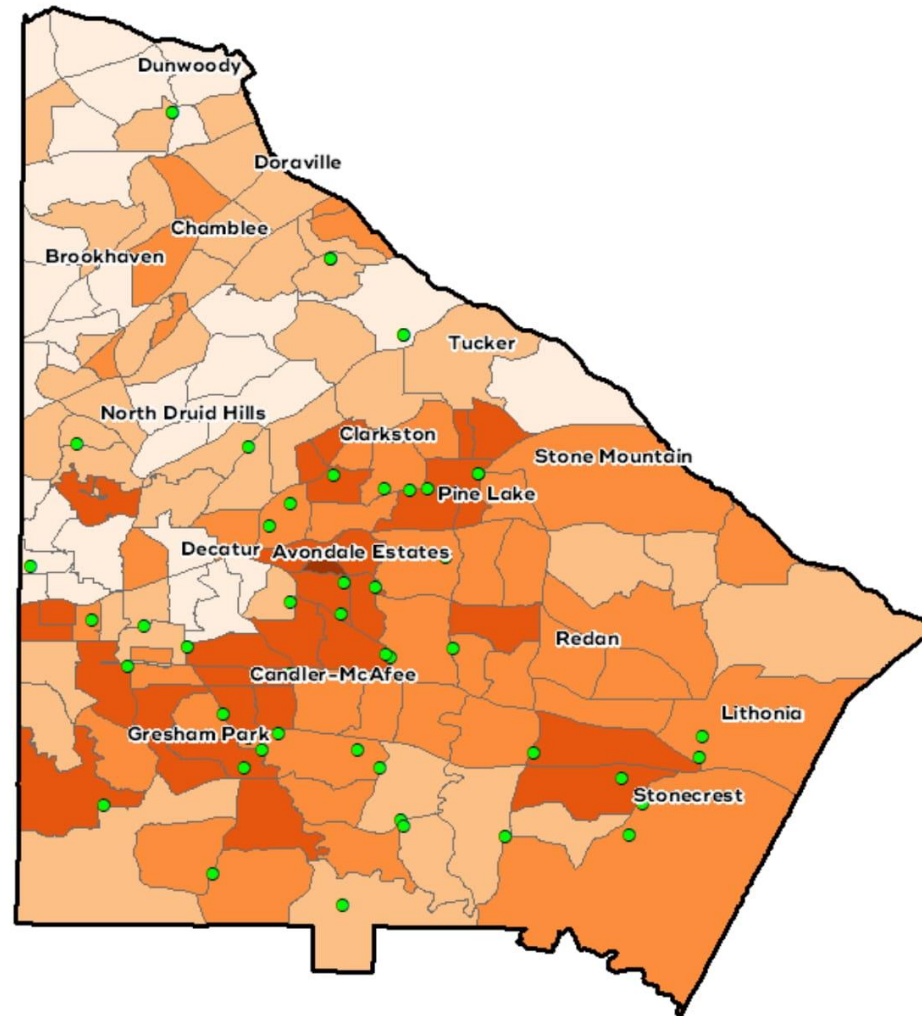 Dunwoody
Doraville
Chamblee
Brookhaven
Tucker
North Druid Hills
Clarkston
Stone Mountain
Pine Lake
Decatur
Avondale Estates
Redan
Candler-McAfee
Lithonia
Gresham Park
Stonecrest